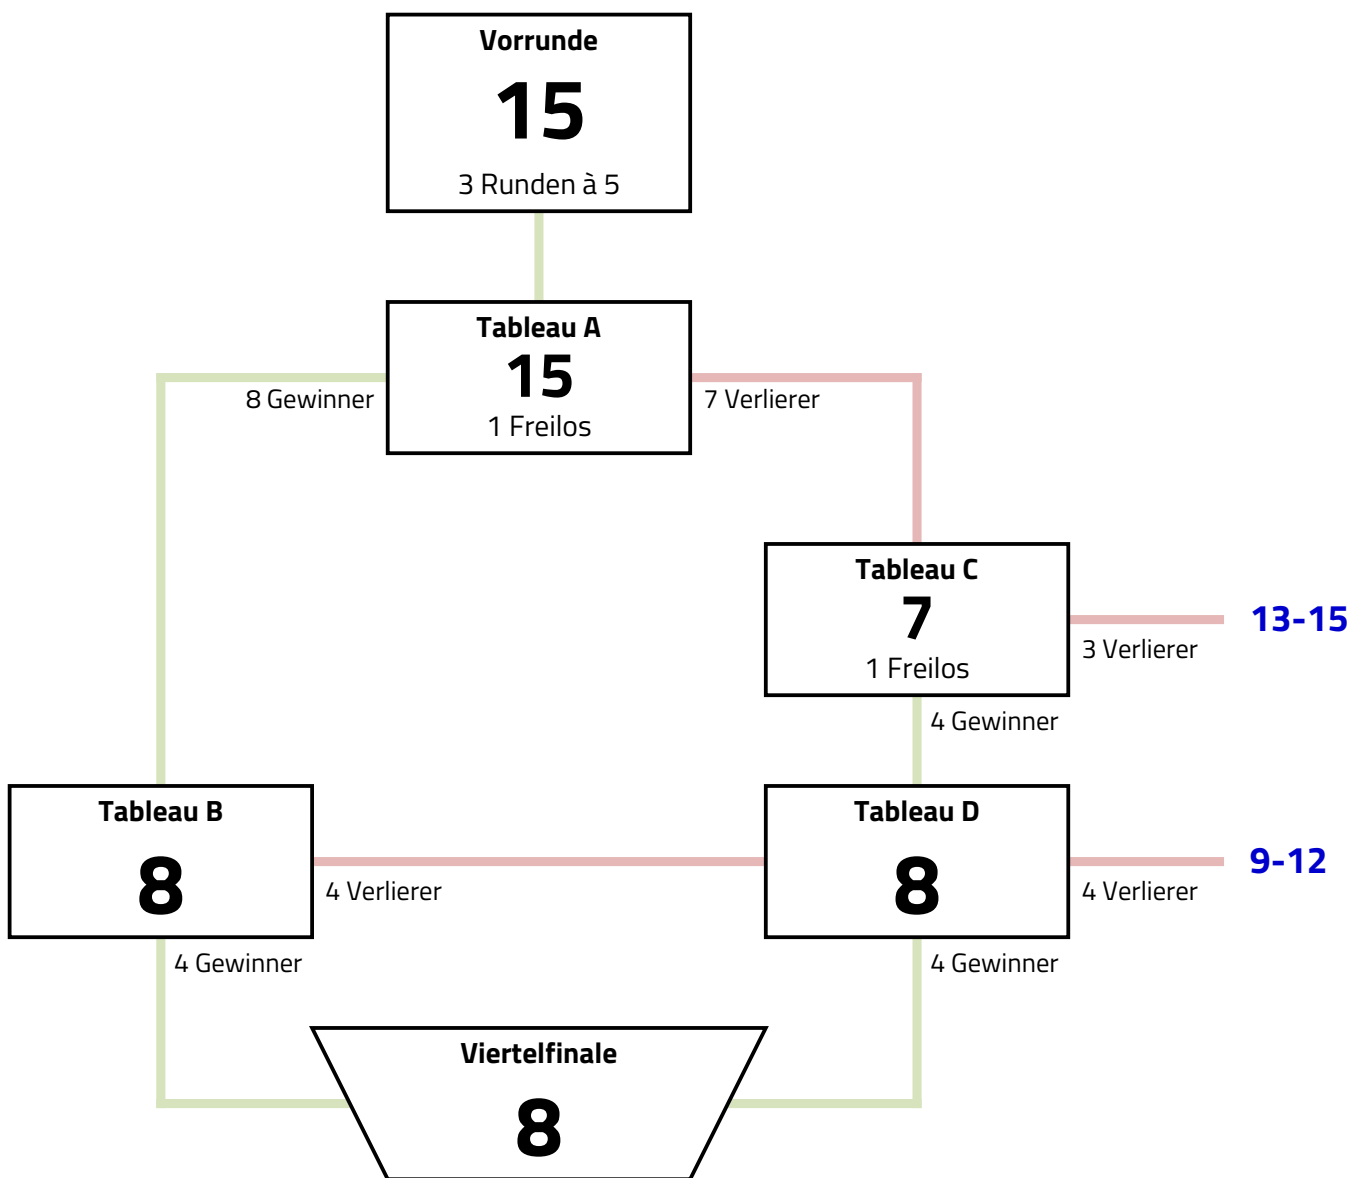 Vorrunde
15
3 Runden à 5
Tableau A
15
1 Freilos
8 Gewinner
7 Verlierer
Tableau C
7
1 Freilos
13-15
3 Verlierer
4 Gewinner
Tableau B
8
4 Verlierer
4 Gewinner
Tableau D
8
9-12
4 Verlierer
4 Gewinner
Viertelfinale
8